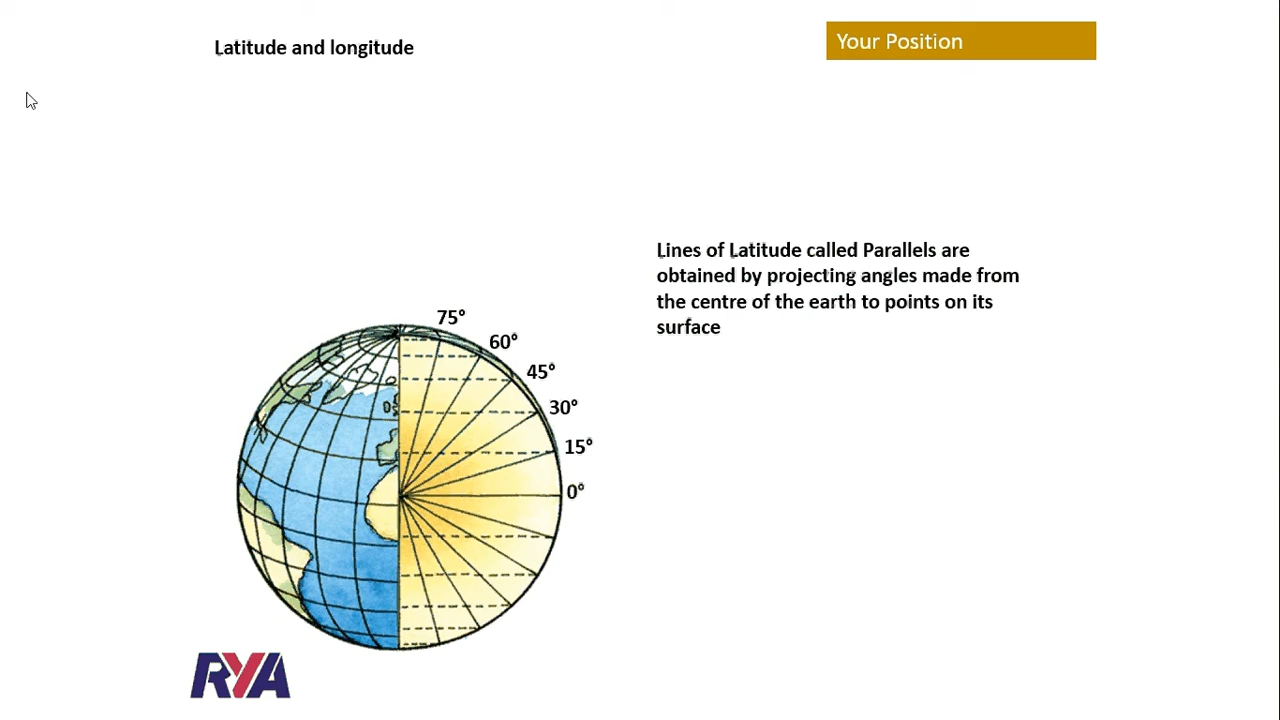 Latitude and longitude
Your Position
Lines of Latitude called Parallels are
obtained by projecting angles made from
the centre of the earth to points on its
surface
75°
60°
45°
30°
15°
0°
RYA